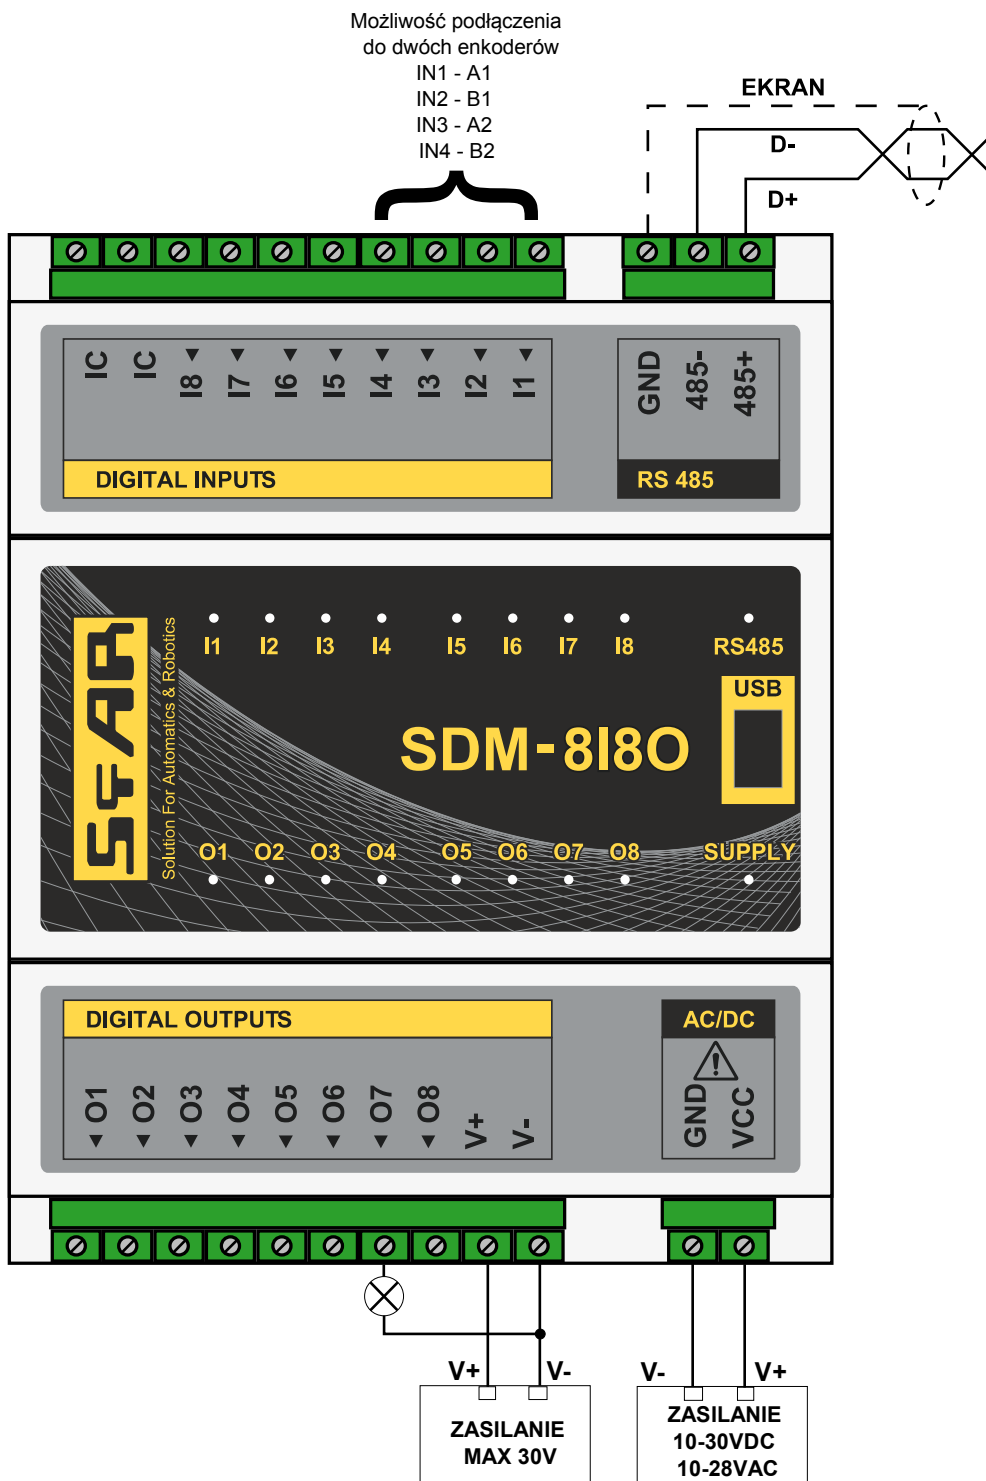 Możliwość podłączenia
do dwóch enkoderów
IN1 - A1
IN2 - B1
IN3 - A2
IN4 - B2
EKRAN
D-
D+
IC
IC
I8
I7
I6
I5
I4
I3
I2
I1
DIGITAL INPUTS
GND
485-
485+
RS 485
I1 I2 I3 I4 I5 I6 I7 I8 RS485
SFAR
Solution For Automatics & Robotics
USB
SDM-8I8O
O1 O2 O3 O4 O5 O6 O7 O8 SUPPLY
DIGITAL OUTPUTS
O1
O2
O3
O4
O5
O6
O7
O8
V+
V-
AC/DC
GND
VCC
V+ V-
ZASILANIE
MAX 30V
V- V+
ZASILANIE
10-30VDC
10-28VAC